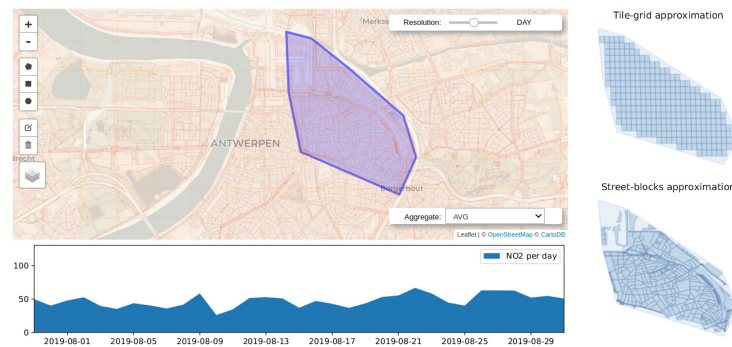 Tile-grid approximation
Merkse
Resolution:
DAY
+
-
ANTWERPEN
drecht
Borgerhout
Aggregate:
AVG
Leaflet | © OpenStreetMap © CartoDB
Street-blocks approximation
NO2 per day
100
50
0
2019-08-01 2019-08-05 2019-08-09 2019-08-13 2019-08-17 2019-08-21 2019-08-25 2019-08-29